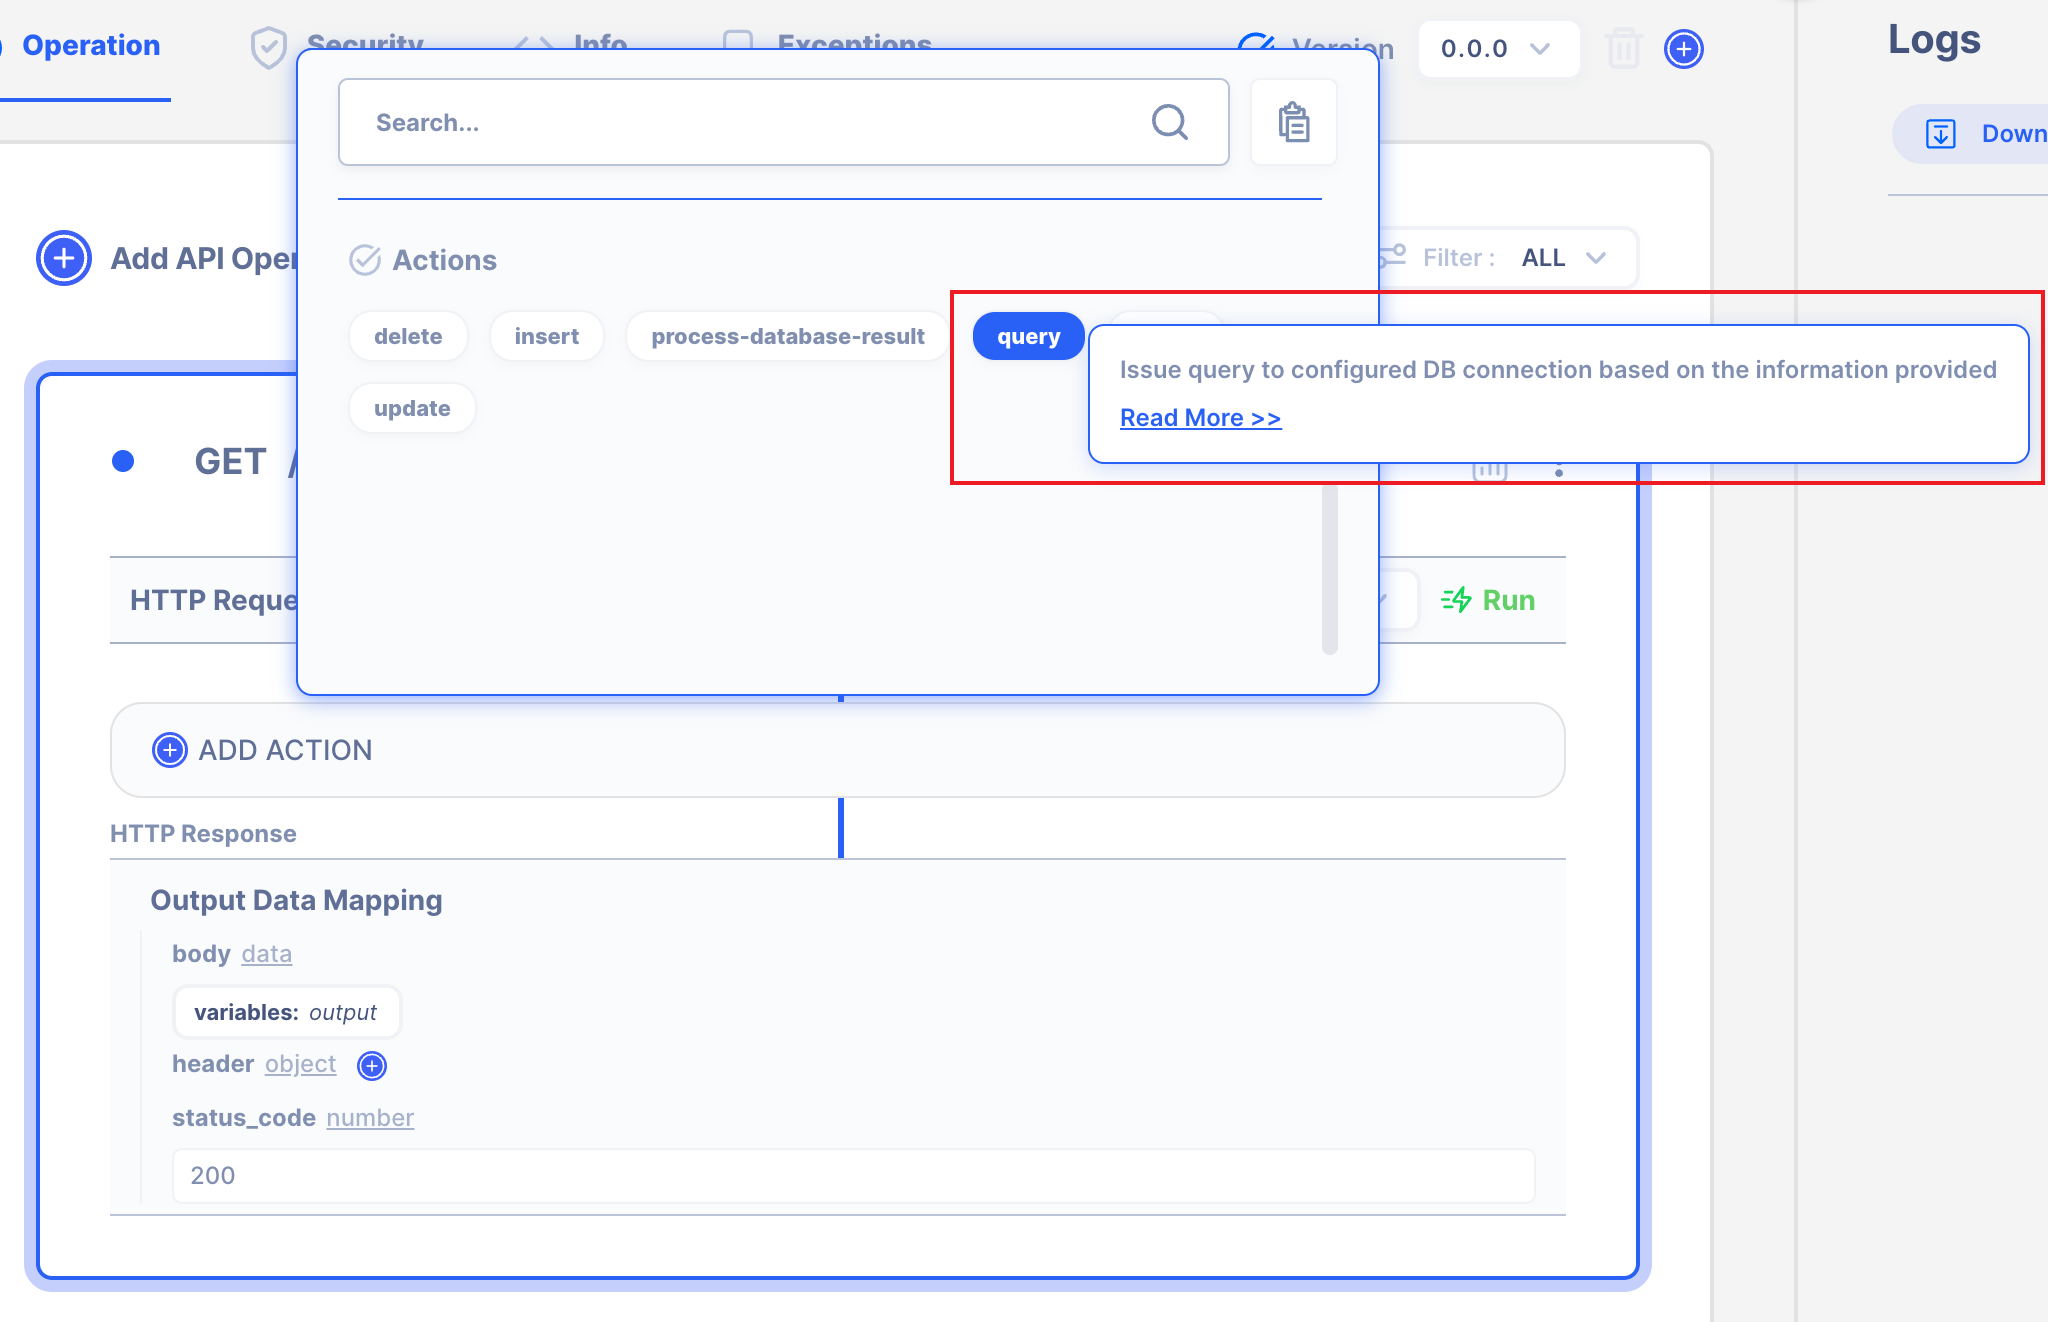 Operation
Security
Info
Exceptions
Version
0.0.0
Logs
Search...
Down
Add API Oper
Actions
Filter :
ALL
delete
insert
process-database-result
query
Issue query to configured DB connection based on the information provided
Read More >>
update
GET /
HTTP Reque
Run
ADD ACTION
HTTP Response
Output Data Mapping
body data
variables: output
header object
status_code number
200